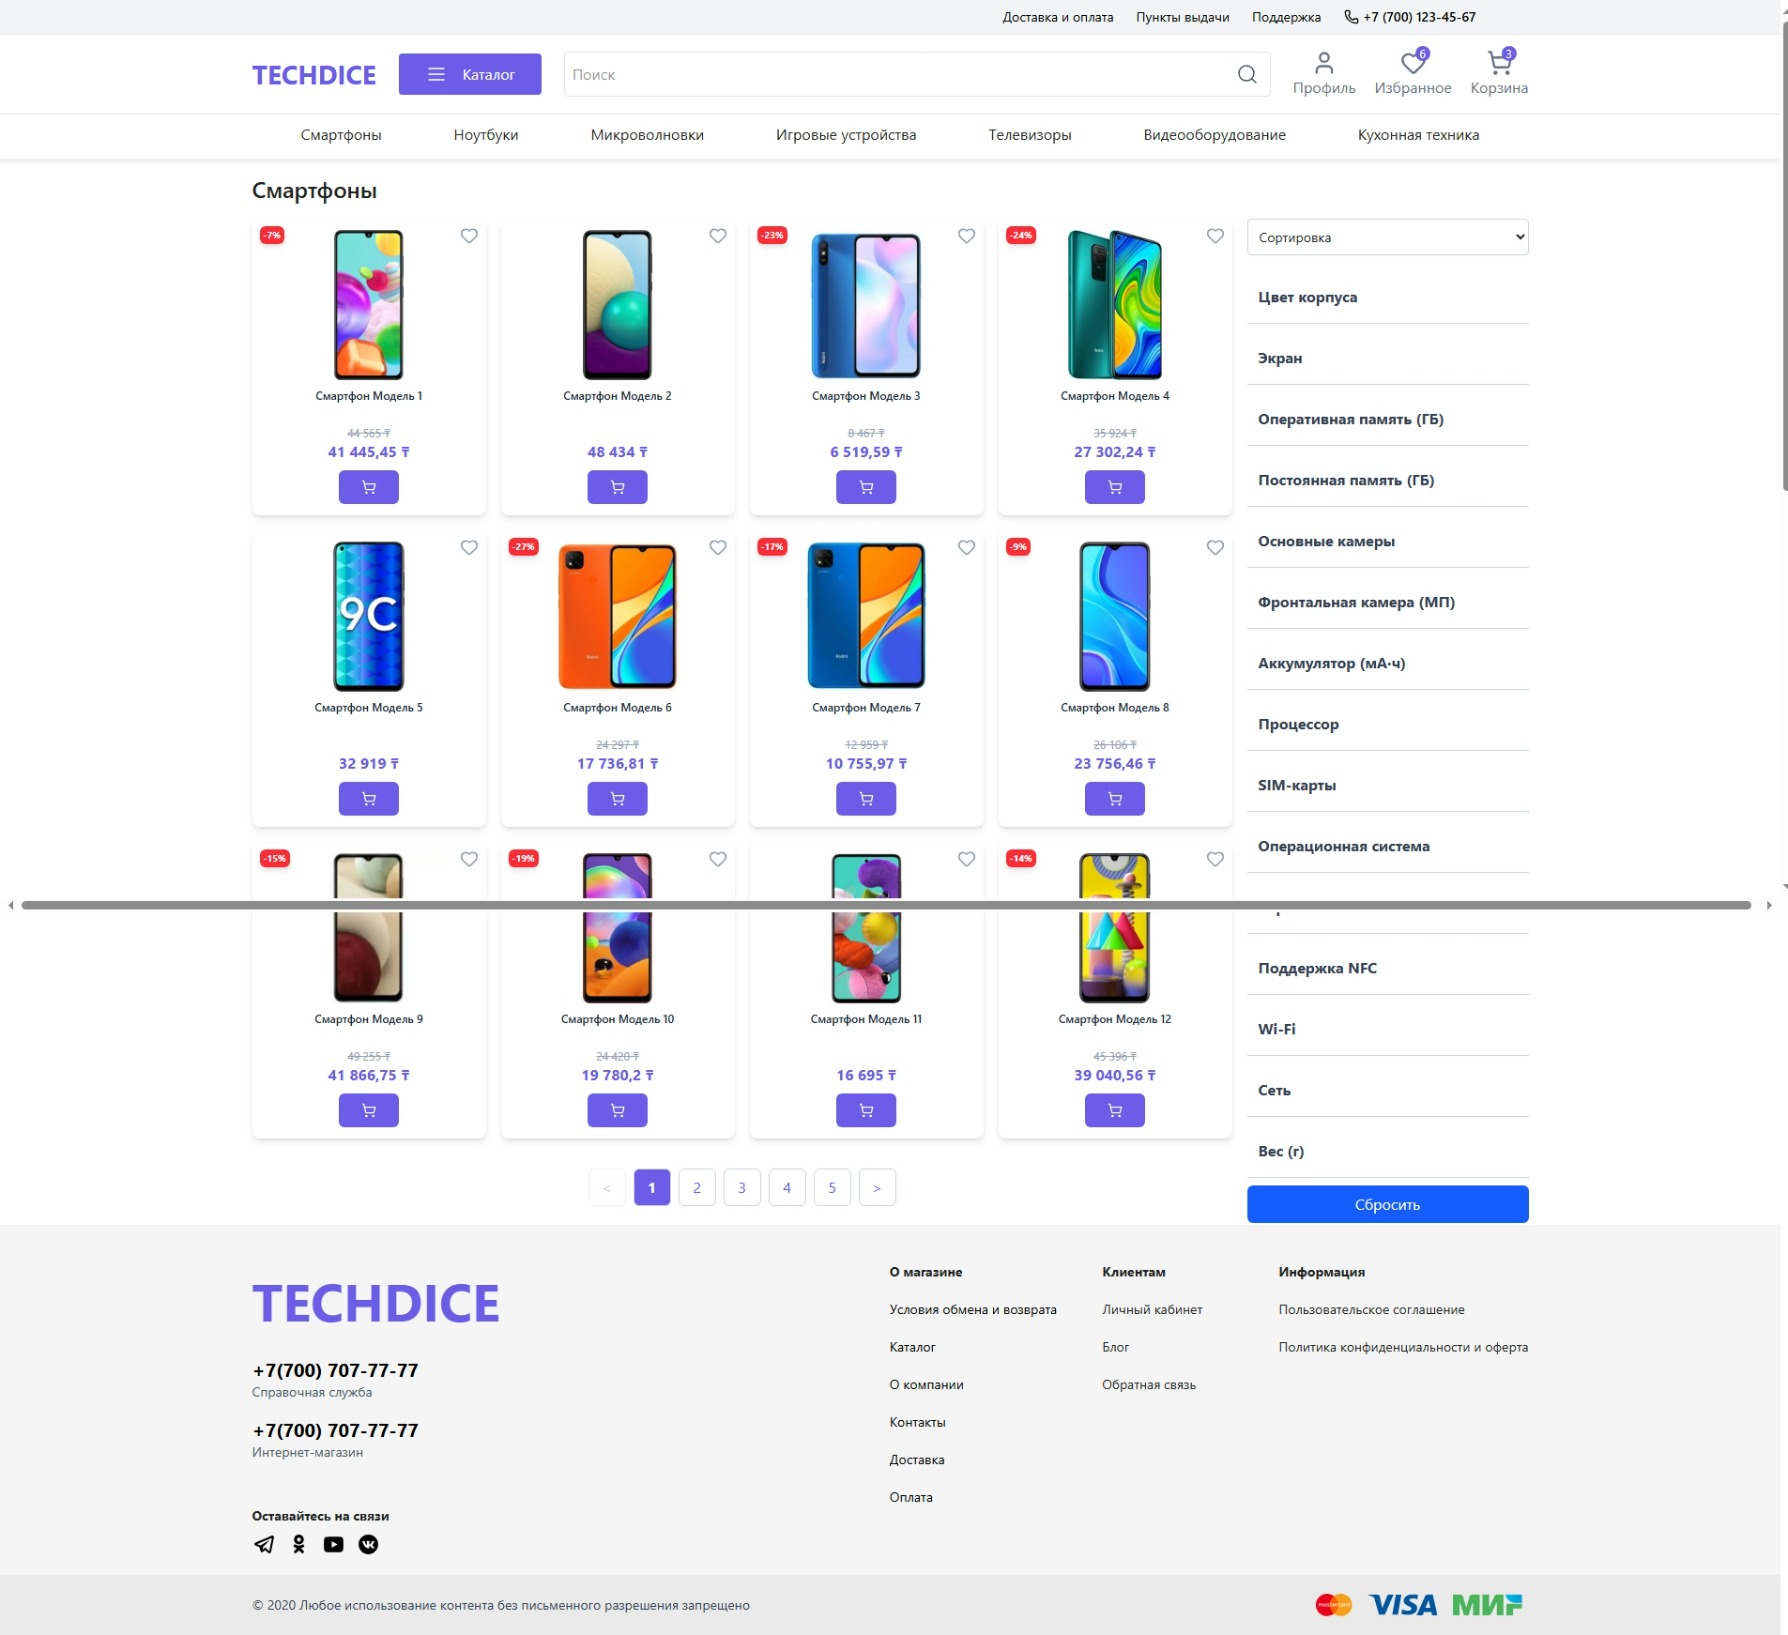 Доставка и оплата Пункты выдачи Поддержка +7 (700) 123-45-67
TECHDICE Каталог Поиск Профиль 6 Избранное 3 Корзина
Смартфоны Ноутбуки Микроволновки Игровые устройства Телевизоры Видеооборудование Кухонная техника
Смартфоны
-7% -23% -24%
Смартфон Модель 1 Смартфон Модель 2 Смартфон Модель 3 Смартфон Модель 4
44 565 ₸ 8 467 ₸ 35 924 ₸
41 445,45 ₸ 48 434 ₸ 6 519,59 ₸ 27 302,24 ₸
-27% -17% -9%
9C
Смартфон Модель 5 Смартфон Модель 6 Смартфон Модель 7 Смартфон Модель 8
24 297 ₸ 12 959 ₸ 26 106 ₸
32 919 ₸ 17 736,81 ₸ 10 755,97 ₸ 23 756,46 ₸
-15% -19% -14%
Смартфон Модель 9 Смартфон Модель 10 Смартфон Модель 11 Смартфон Модель 12
49 255 ₸ 24 420 ₸ 45 396 ₸
41 866,75 ₸ 19 780,2 ₸ 16 695 ₸ 39 040,56 ₸
< 1 2 3 4 5 >
Сортировка
Цвет корпуса
Экран
Оперативная память (ГБ)
Постоянная память (ГБ)
Основные камеры
Фронтальная камера (МП)
Аккумулятор (мА·ч)
Процессор
SIM-карты
Операционная система
Поддержка NFC
Wi-Fi
Сеть
Вес (г)
Сбросить
TECHDICE
+7(700) 707-77-77
Справочная служба
+7(700) 707-77-77
Интернет-магазин
Оставайтесь на связи
О магазине
Условия обмена и возврата
Каталог
О компании
Контакты
Доставка
Оплата
Клиентам
Личный кабинет
Блог
Обратная связь
Информация
Пользовательское соглашение
Политика конфиденциальности и оферта
© 2020 Любое использование контента без письменного разрешения запрещено
mastercard VISA МИР